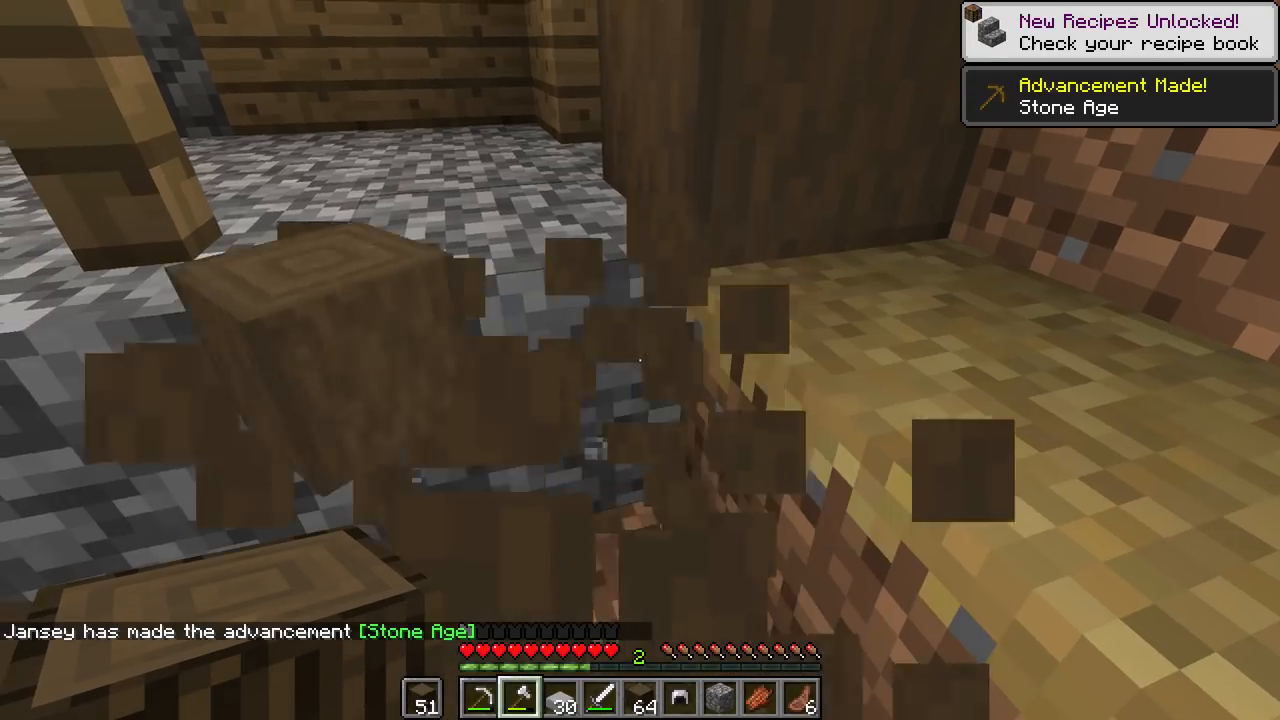 New Recipes Unlocked!
Check your recipe book
Advancement Made!
Stone Age
Jansey has made the advancement [Stone Age]
2
51 30 64 6